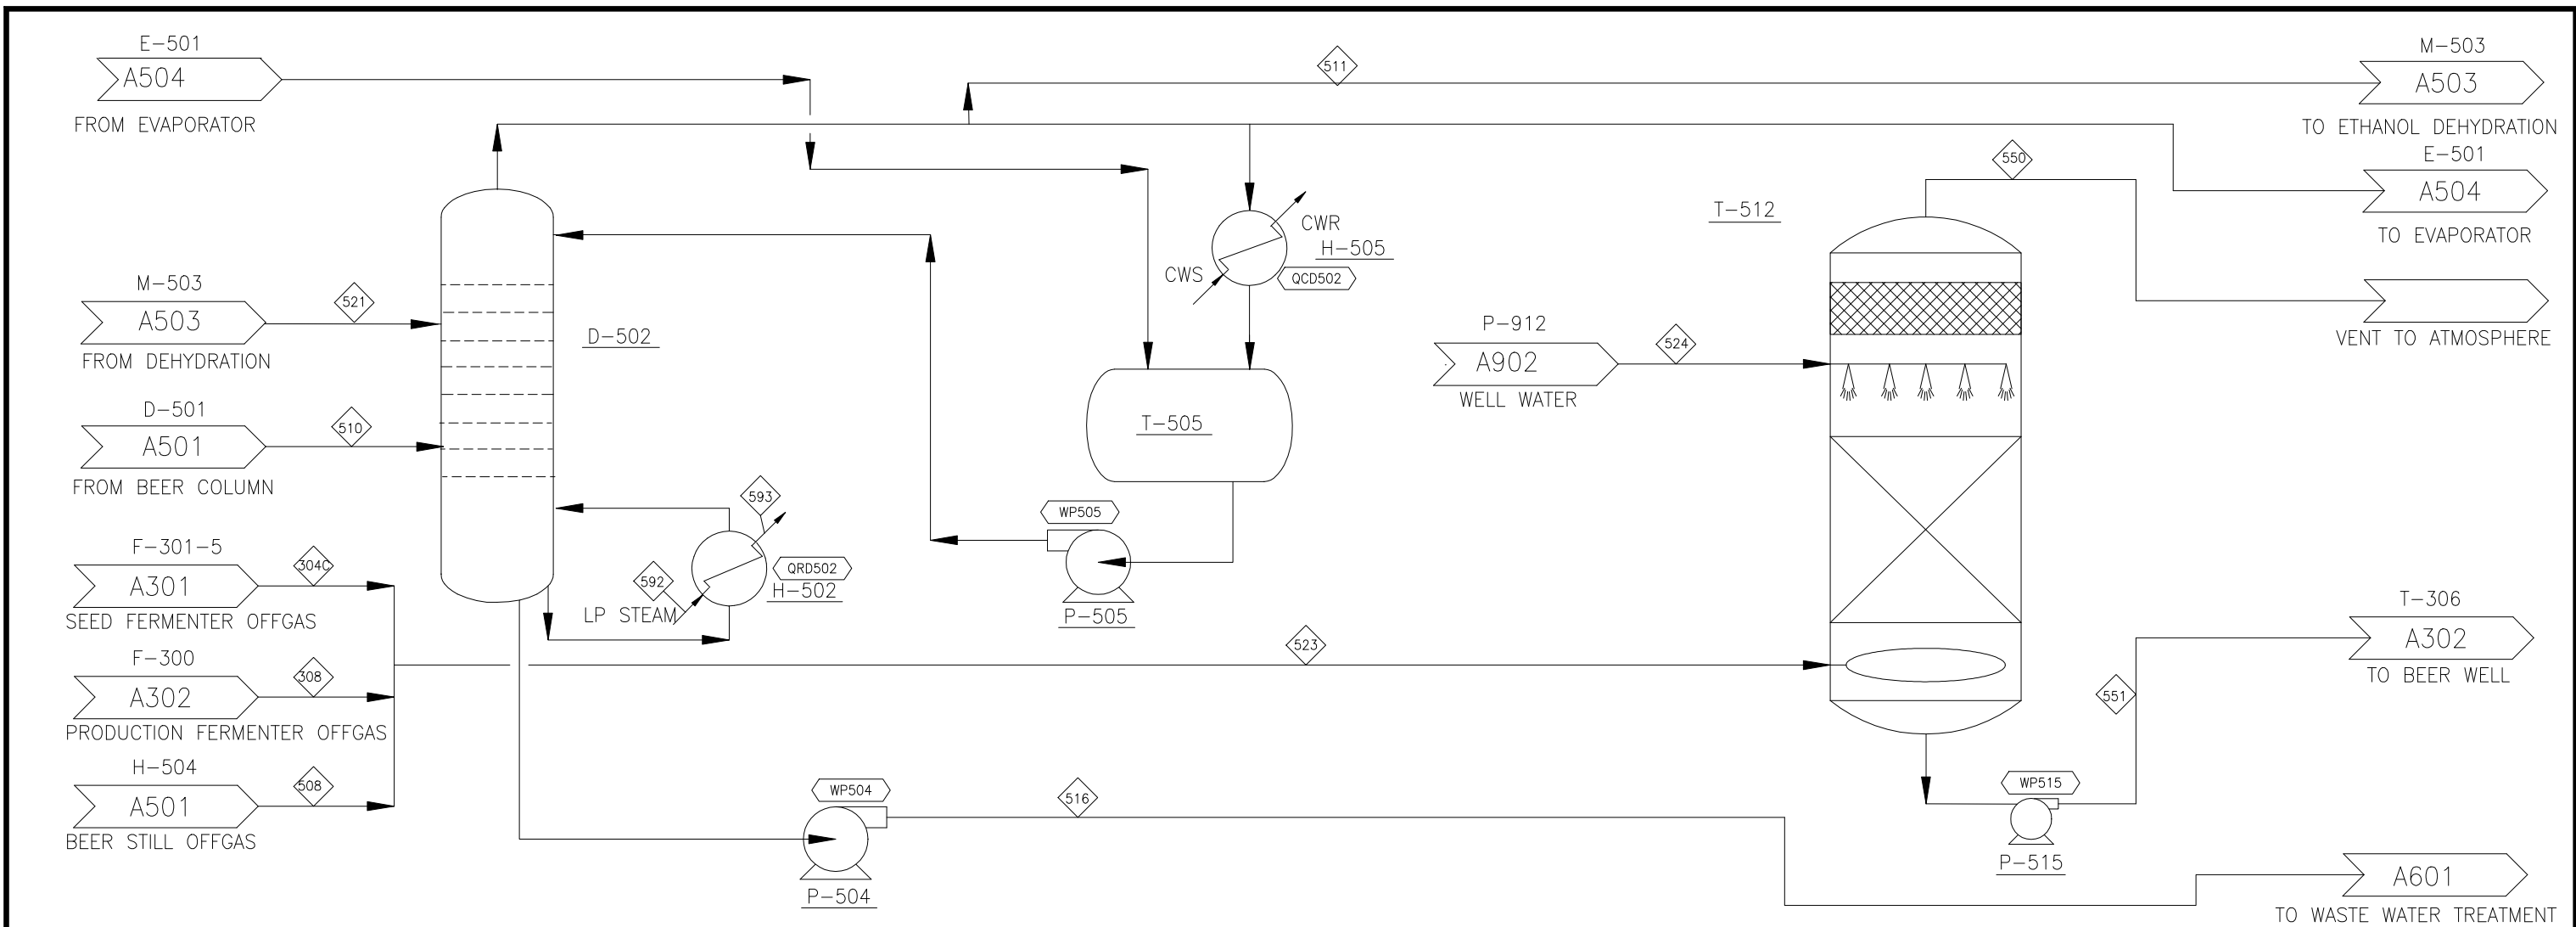 E-501
A504
FROM EVAPORATOR
511
M-503
A503
TO ETHANOL DEHYDRATION
E-501
A504
TO EVAPORATOR
550
T-512
VENT TO ATMOSPHERE
CWR
H-505
CWS
QCD502
M-503
A503
FROM DEHYDRATION
521
D-502
P-912
A902
WELL WATER
524
D-501
A501
FROM BEER COLUMN
510
T-505
593
WP505
P-505
QRD502
H-502
592
LP STEAM
F-301-5
A301
SEED FERMENTER OFFGAS
304C
F-300
A302
PRODUCTION FERMENTER OFFGAS
308
523
T-306
A302
TO BEER WELL
551
H-504
A501
BEER STILL OFFGAS
508
WP504
P-504
516
WP515
P-515
A601
TO WASTE WATER TREATMENT